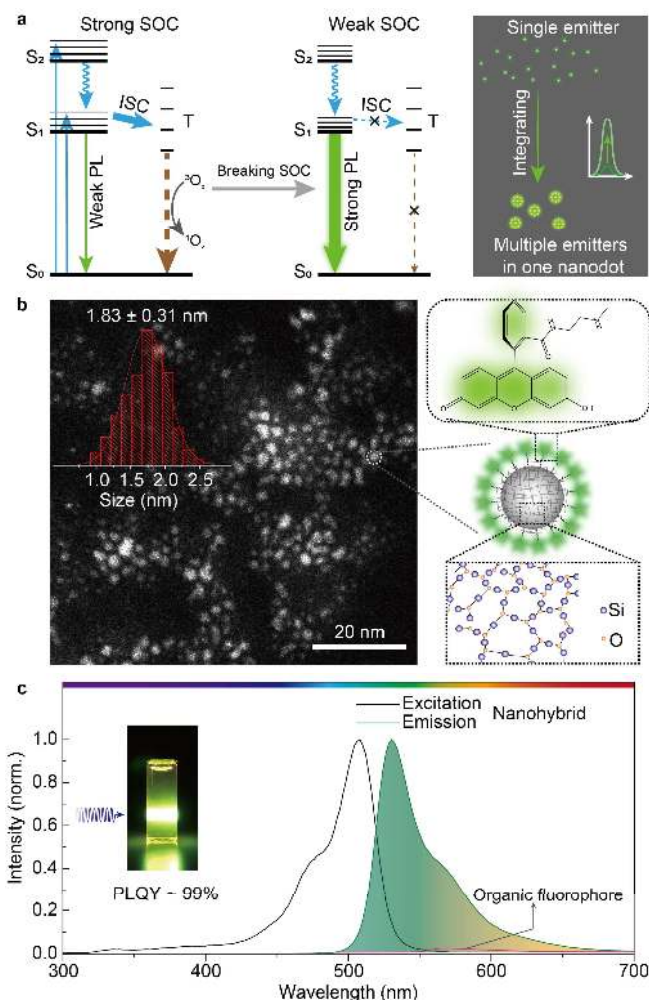 a
Strong SOC
Weak SOC
Single emitter
S₂
ISC
T
S₁
Weak PL
Breaking SOC
S₀
S₂
ISC
T
S₁
Strong PL
Integrating
Multiple emitters
in one nanodot
b
1.83 ± 0.31 nm
1.0 1.5 2.0 2.5
Size (nm)
20 nm
Si
O
c
Excitation
Emission
Nanohybrid
1.0
0.8
0.6
0.4
0.2
0.0
Intensity (norm.)
PLQY ~ 99%
Organic fluorophore
300 400 500 600 700
Wavelength (nm)